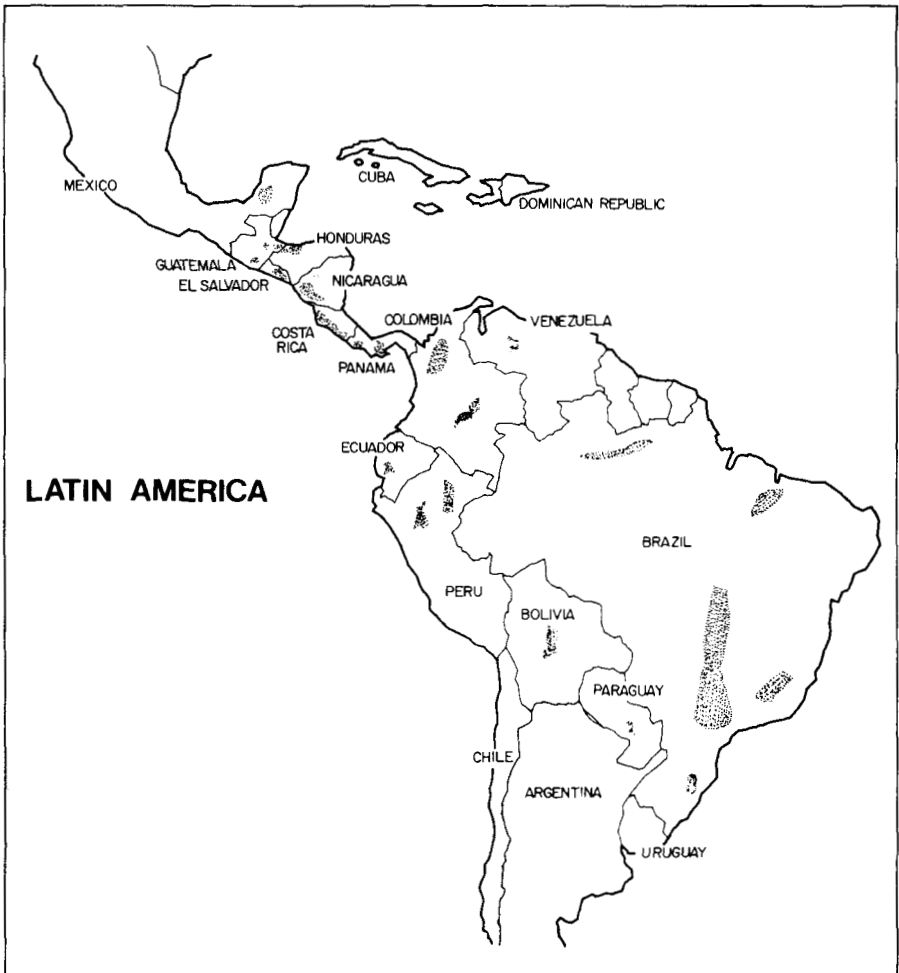 MEXICO
CUBA
DOMINICAN REPUBLIC
HONDURAS
GUATEMALA
EL SALVADOR
NICARAGUA
COSTA
RICA
COLOMBIA
VENEZUELA
PANAMA
ECUADOR
LATIN AMERICA
BRAZIL
PERU
BOLIVIA
PARAGUAY
CHILE
ARGENTINA
URUGUAY